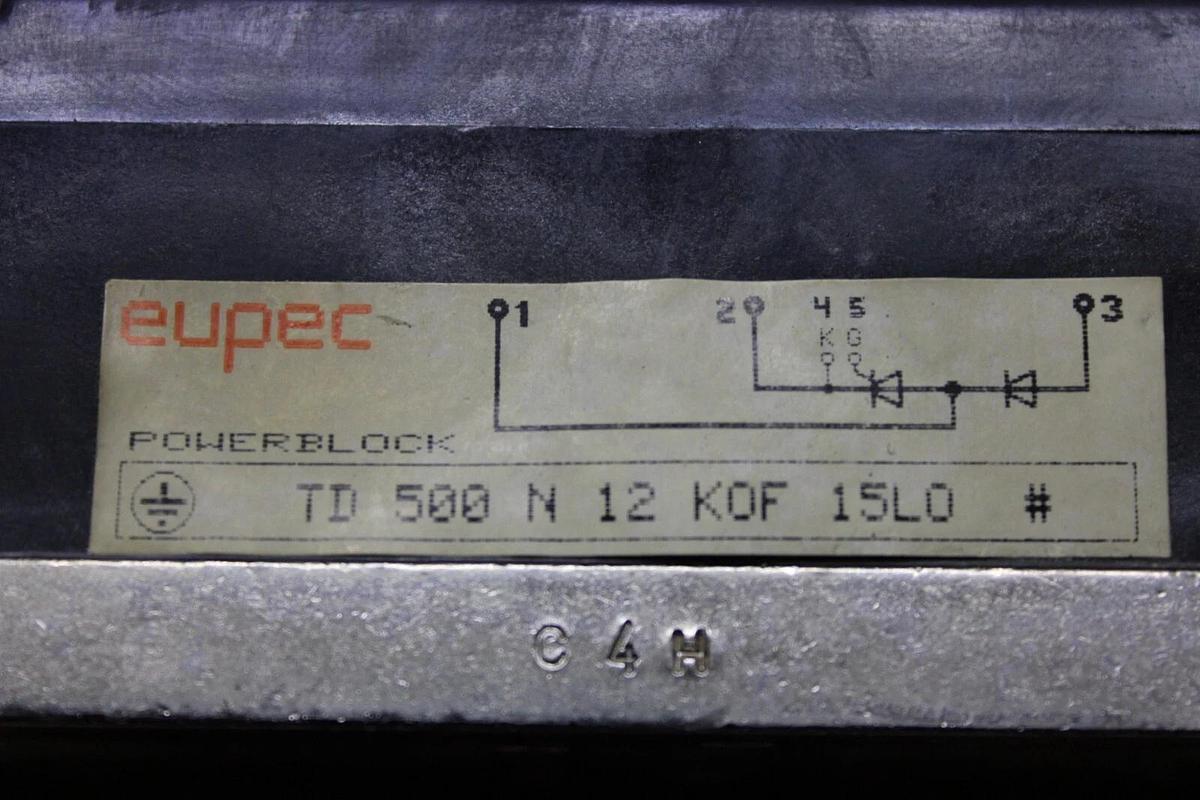 eupec
1
2
4 5
3
K G
POWERBLOCK
TD 500 N 12 KOF 15LO #
C 4 H